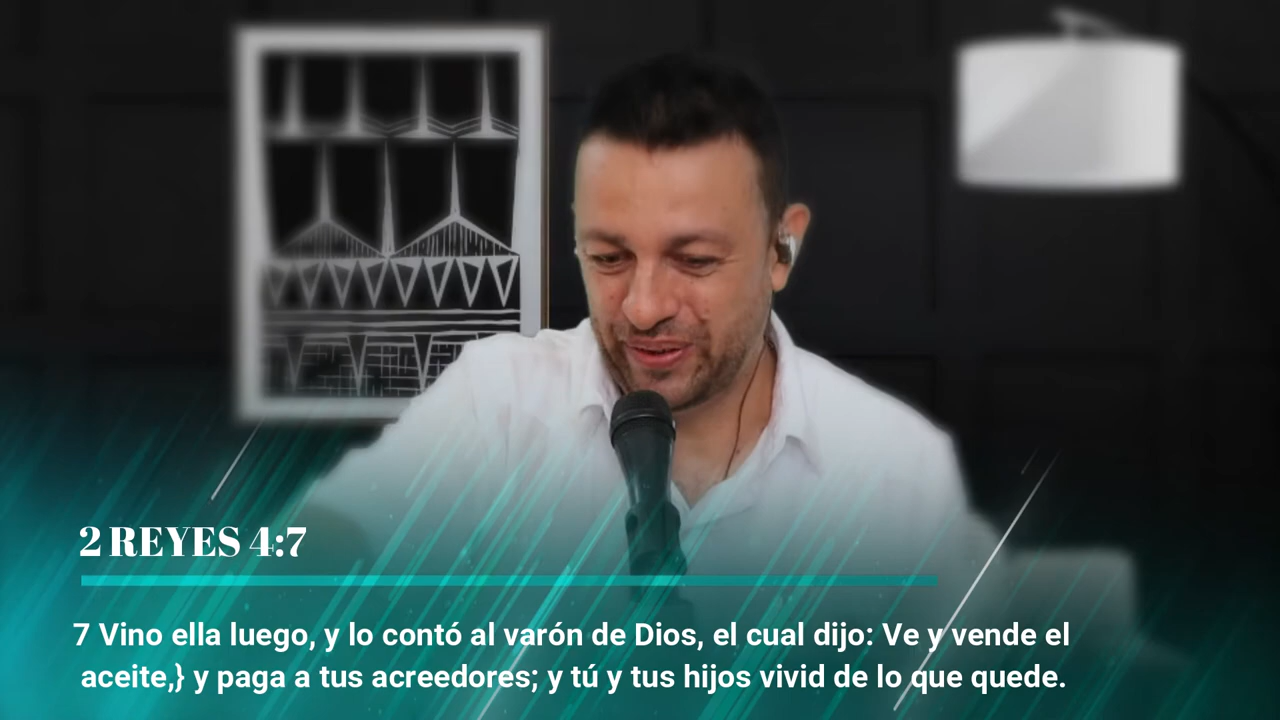 2 REYES 4:7
7 Vino ella luego, y lo contó al varón de Dios, el cual dijo: Ve y vende el
aceite,} y paga a tus acreedores; y tú y tus hijos vivid de lo que quede.